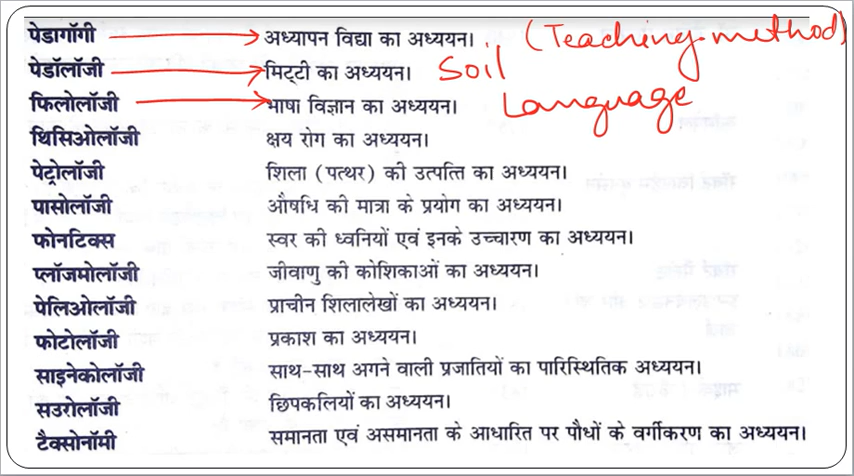 पेडागॉगी → अध्यापन विद्या का अध्ययन। (Teaching method)
पेडॉलॉजी → मिट्टी का अध्ययन। Soil
फिलोलॉजी → भाषा विज्ञान का अध्ययन। Language
थिसिओलॉजी क्षय रोग का अध्ययन।
पेट्रोलॉजी शिला (पत्थर) की उत्पत्ति का अध्ययन।
पासोलॉजी औषधि की मात्रा के प्रयोग का अध्ययन।
फोनटिक्स स्वर की ध्वनियों एवं इनके उच्चारण का अध्ययन।
प्लॉजमोलॉजी जीवाणु की कोशिकाओं का अध्ययन।
पेलिओलॉजी प्राचीन शिलालेखों का अध्ययन।
फोटोलॉजी प्रकाश का अध्ययन।
साइनेकोलॉजी साथ-साथ अगने वाली प्रजातियों का पारिस्थितिक अध्ययन।
सउरोलॉजी छिपकलियों का अध्ययन।
टैक्सोनॉमी समानता एवं असमानता के आधारित पर पौधों के वर्गीकरण का अध्ययन।